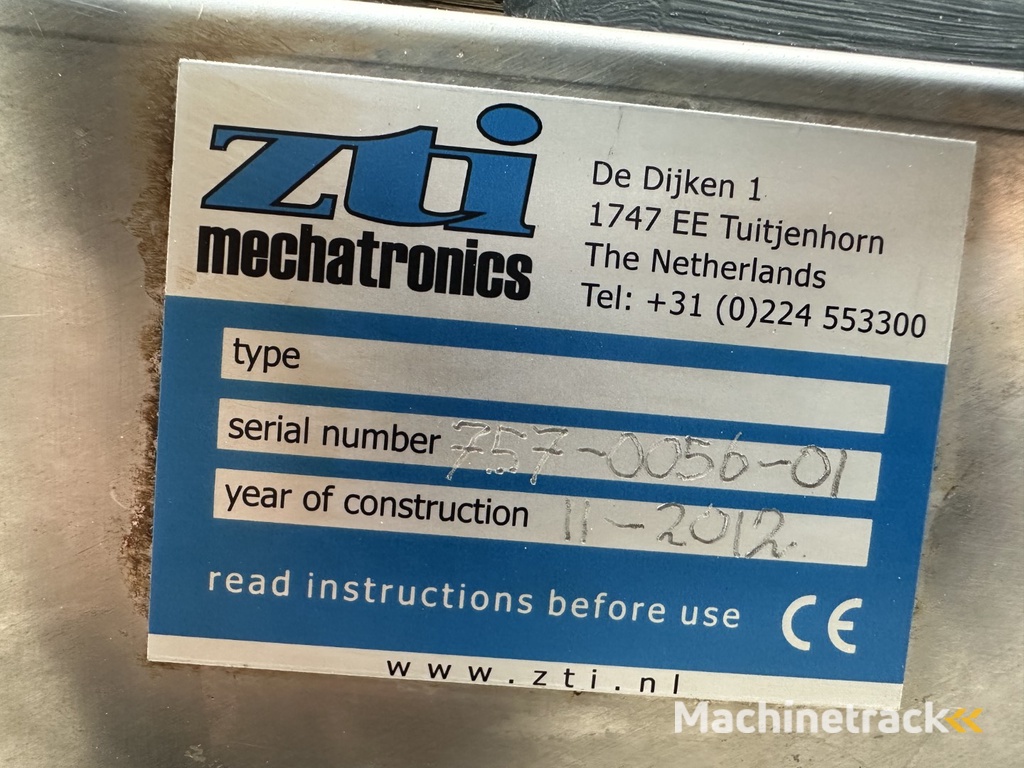 zti
mechatronics
De Dijken 1
1747 EE Tuitjenhorn
The Netherlands
Tel: +31 (0)224 553300
type
serial number 757-0056-01
year of construction 11-2012
read instructions before use CE
www.zti.nl
Machinetrack